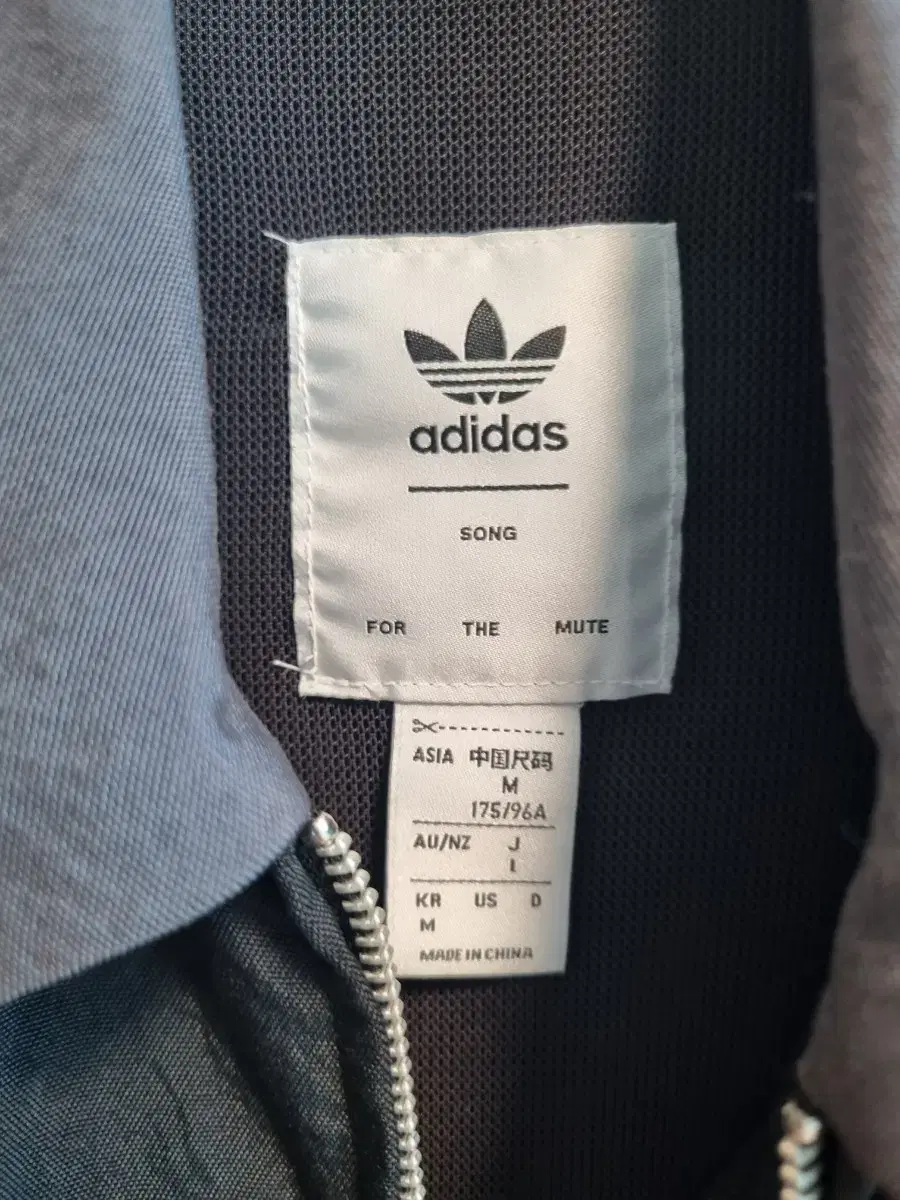 adidas
SONG
FOR THE MUTE
ASIA 中国尺码
M
175/96A
AU/NZ J
L
KR US D
M
MADE IN CHINA